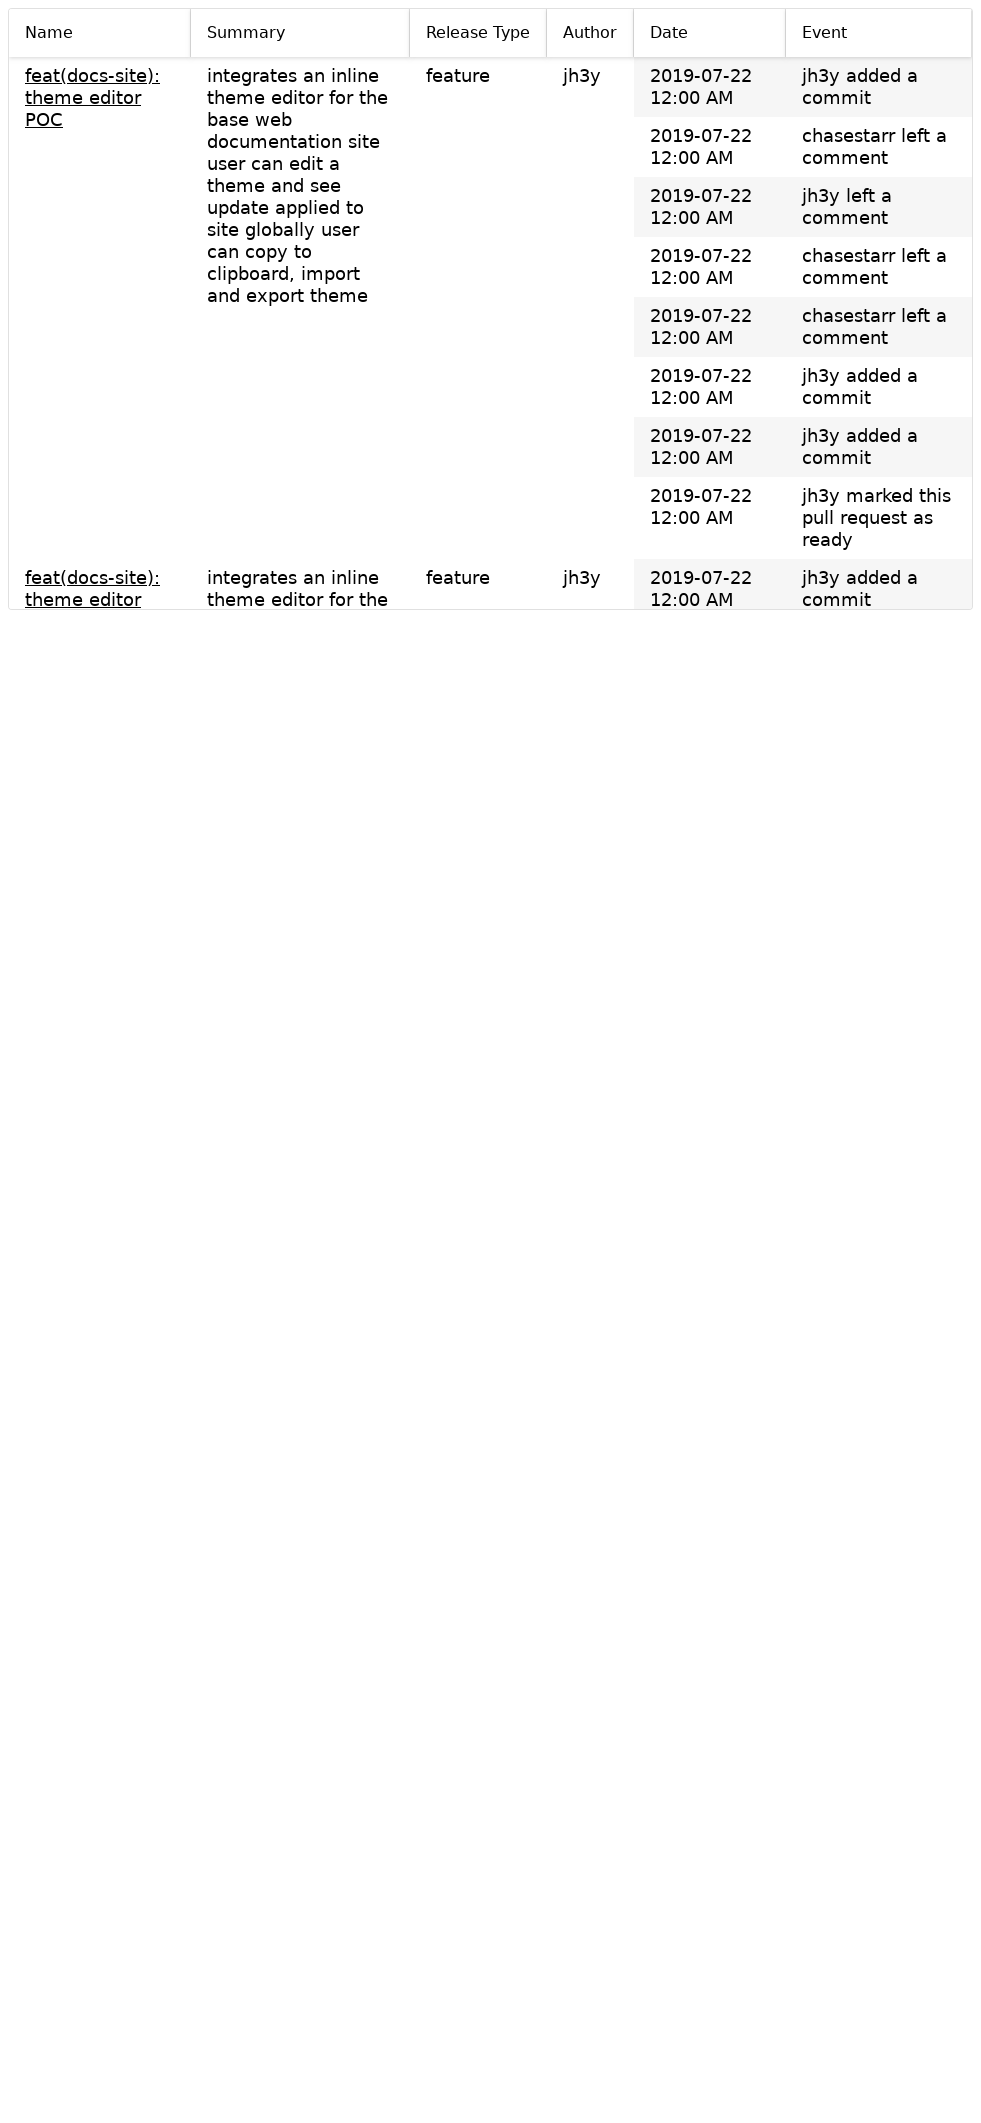 Name
Summary
Release Type
Author
Date
Event
feat(docs-site):
theme editor
POC
integrates an inline
theme editor for the
base web
documentation site
user can edit a
theme and see
update applied to
site globally user
can copy to
clipboard, import
and export theme
feature
jh3y
2019-07-22
12:00 AM
jh3y added a
commit
2019-07-22
12:00 AM
chasestarr left a
comment
2019-07-22
12:00 AM
jh3y left a
comment
2019-07-22
12:00 AM
chasestarr left a
comment
2019-07-22
12:00 AM
chasestarr left a
comment
2019-07-22
12:00 AM
jh3y added a
commit
2019-07-22
12:00 AM
jh3y added a
commit
2019-07-22
12:00 AM
jh3y marked this
pull request as
ready
feat(docs-site):
theme editor
integrates an inline
theme editor for the
feature
jh3y
2019-07-22
12:00 AM
jh3y added a
commit